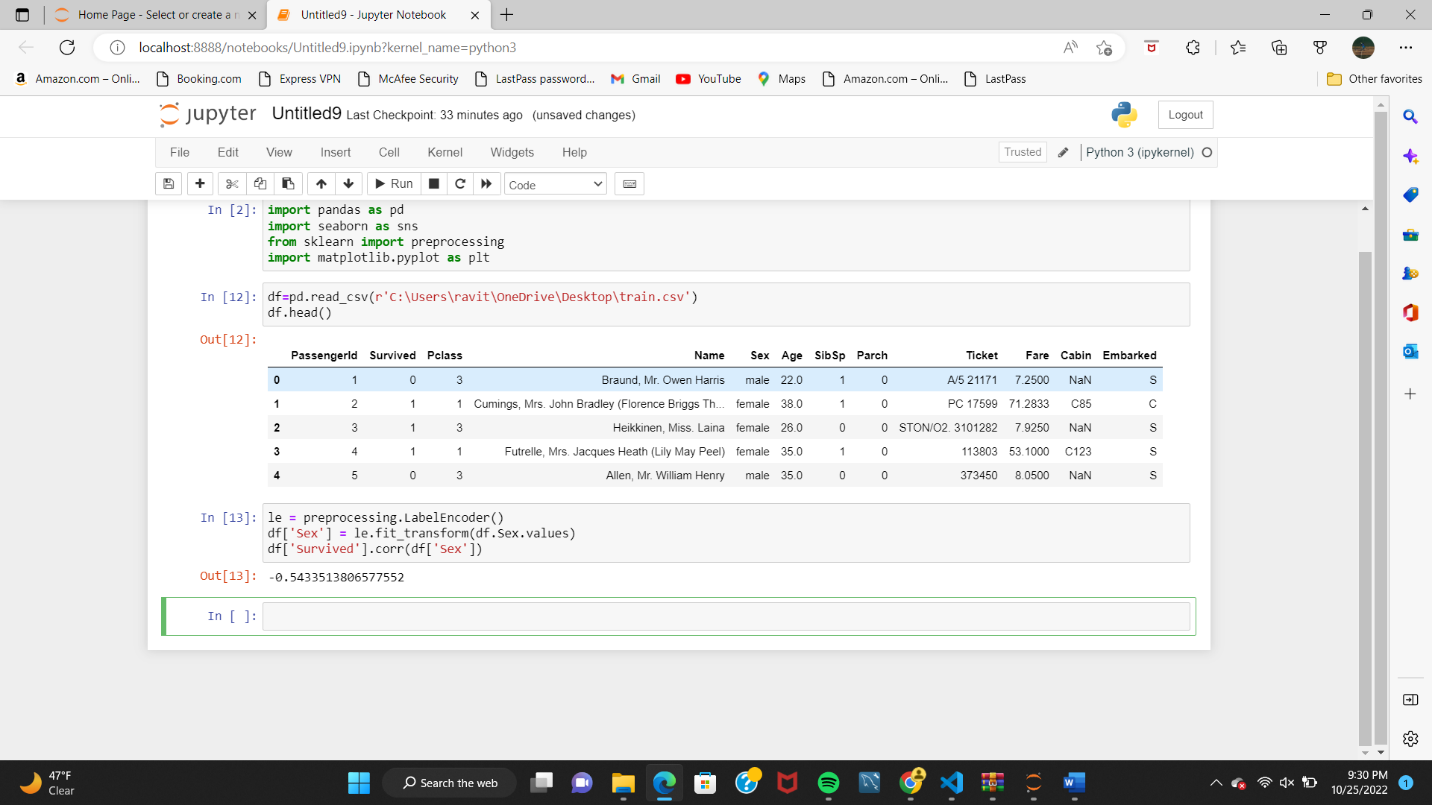 Home Page - Select or create a n
Untitled9 - Jupyter Notebook
localhost:8888/notebooks/Untitled9.ipynb?kernel_name=python3
Amazon.com – Onli...
Booking.com
Express VPN
McAfee Security
LastPass password...
Gmail
YouTube
Maps
Amazon.com – Onli...
LastPass
Other favorites
jupyter Untitled9 Last Checkpoint: 33 minutes ago (unsaved changes)
Logout
File Edit View Insert Cell Kernel Widgets Help
Trusted
Python 3 (ipykernel)
Run
Code
In [2]: import pandas as pd
import seaborn as sns
from sklearn import preprocessing
import matplotlib.pyplot as plt
In [12]: df=pd.read_csv(r'C:\Users\ravit\OneDrive\Desktop\train.csv')
df.head()
Out[12]:
PassengerId Survived Pclass Name Sex Age SibSp Parch Ticket Fare Cabin Embarked
0 1 0 3 Braund, Mr. Owen Harris male 22.0 1 0 A/5 21171 7.2500 NaN S
1 2 1 1 Cumings, Mrs. John Bradley (Florence Briggs Th... female 38.0 1 0 PC 17599 71.2833 C85 C
2 3 1 3 Heikkinen, Miss. Laina female 26.0 0 0 STON/O2. 3101282 7.9250 NaN S
3 4 1 1 Futrelle, Mrs. Jacques Heath (Lily May Peel) female 35.0 1 0 113803 53.1000 C123 S
4 5 0 3 Allen, Mr. William Henry male 35.0 0 0 373450 8.0500 NaN S
In [13]: le = preprocessing.LabelEncoder()
df['Sex'] = le.fit_transform(df.Sex.values)
df['Survived'].corr(df['Sex'])
Out[13]: -0.5433513806577552
In [ ]:
47°F
Clear
Search the web
9:30 PM
10/25/2022
1